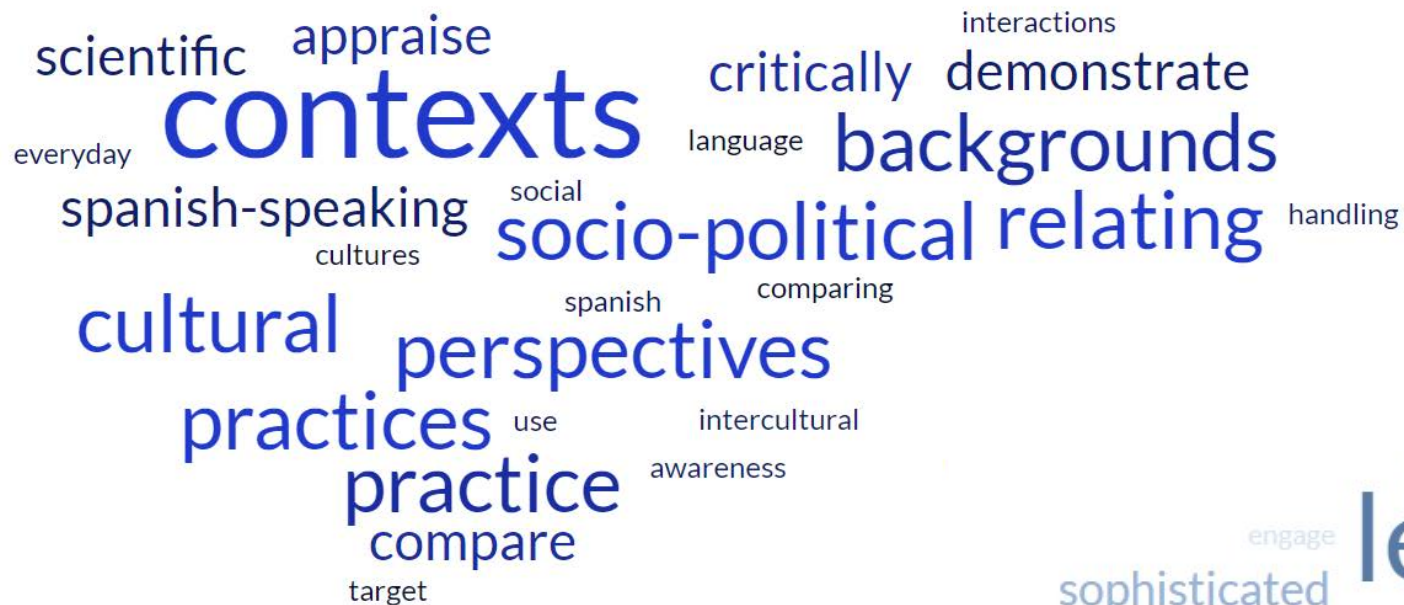 interactions
scientific appraise critically demonstrate
contexts
everyday language backgrounds
spanish-speaking social socio-political relating handling
cultures
spanish comparing
cultural perspectives
practices use intercultural
practice awareness
compare
engage
target sophisticated